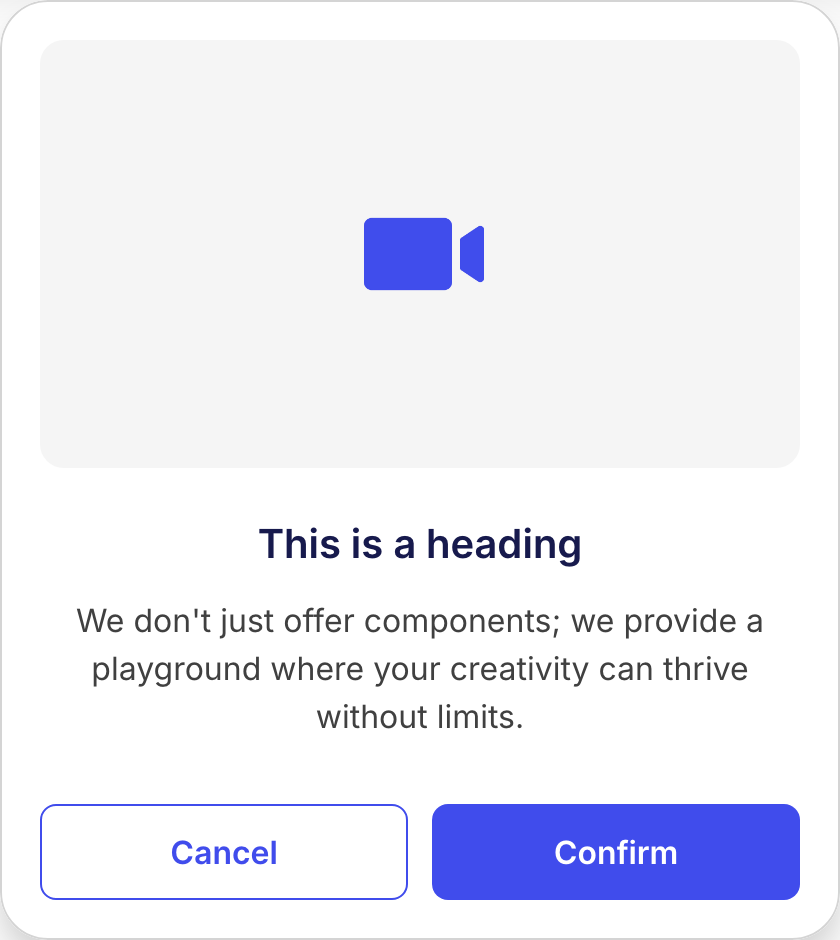 This is a heading
We don't just offer components; we provide a
playground where your creativity can thrive
without limits.
Cancel
Confirm